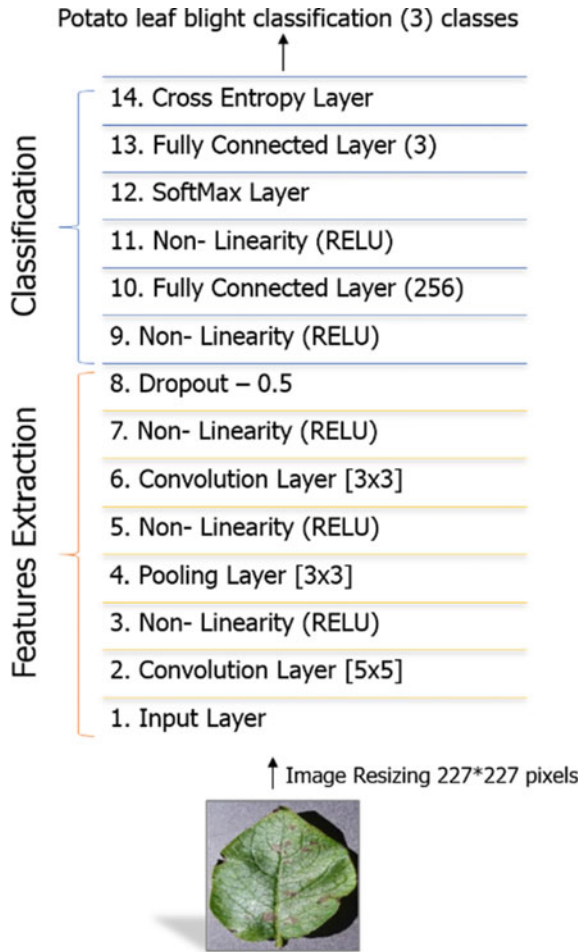 Potato leaf blight classification (3) classes
Classification
14. Cross Entropy Layer
13. Fully Connected Layer (3)
12. SoftMax Layer
11. Non- Linearity (RELU)
10. Fully Connected Layer (256)
9. Non- Linearity (RELU)
Features Extraction
8. Dropout – 0.5
7. Non- Linearity (RELU)
6. Convolution Layer [3x3]
5. Non- Linearity (RELU)
4. Pooling Layer [3x3]
3. Non- Linearity (RELU)
2. Convolution Layer [5x5]
1. Input Layer
Image Resizing 227*227 pixels